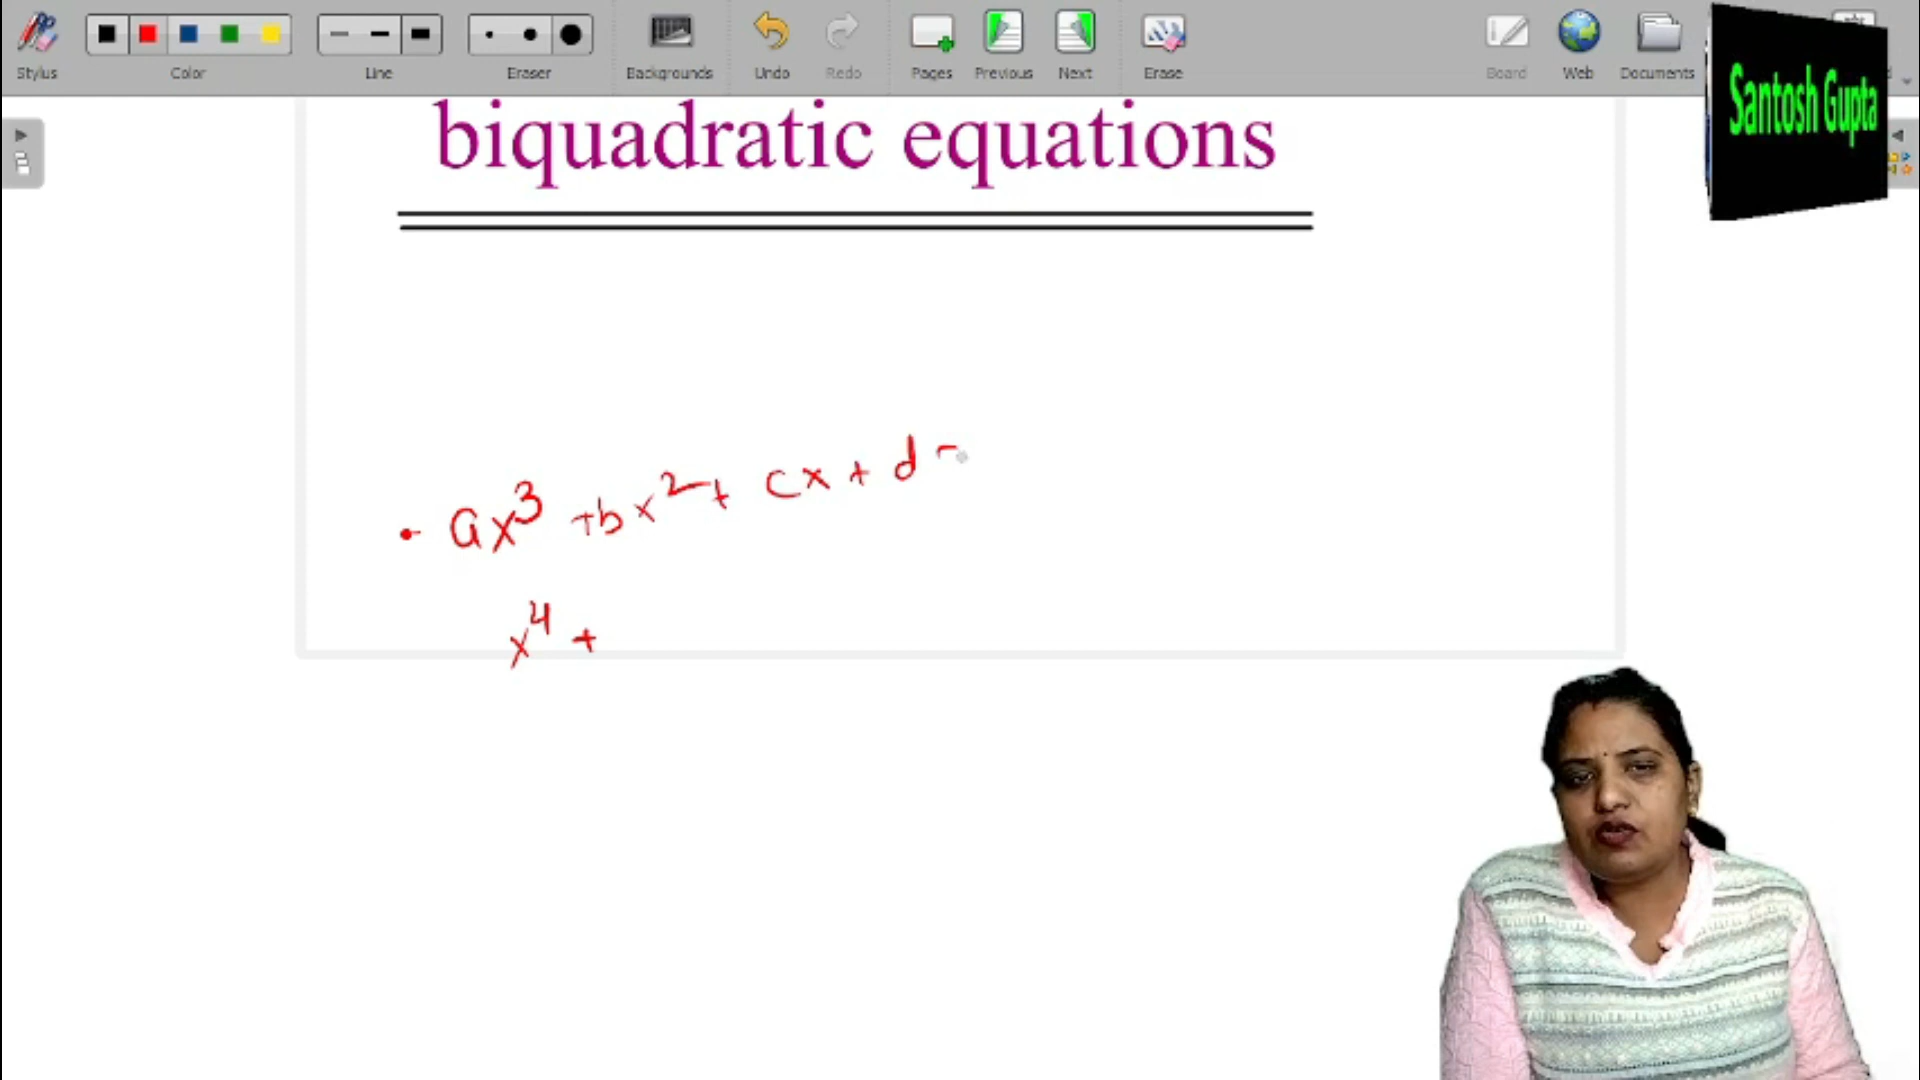 Stylus Color Line Eraser Backgrounds Undo Redo Pages Previous Next Erase Board Web Documents
Santosh Gupta
biquadratic equations
• ax³ + bx² + cx + d =
x⁴ +